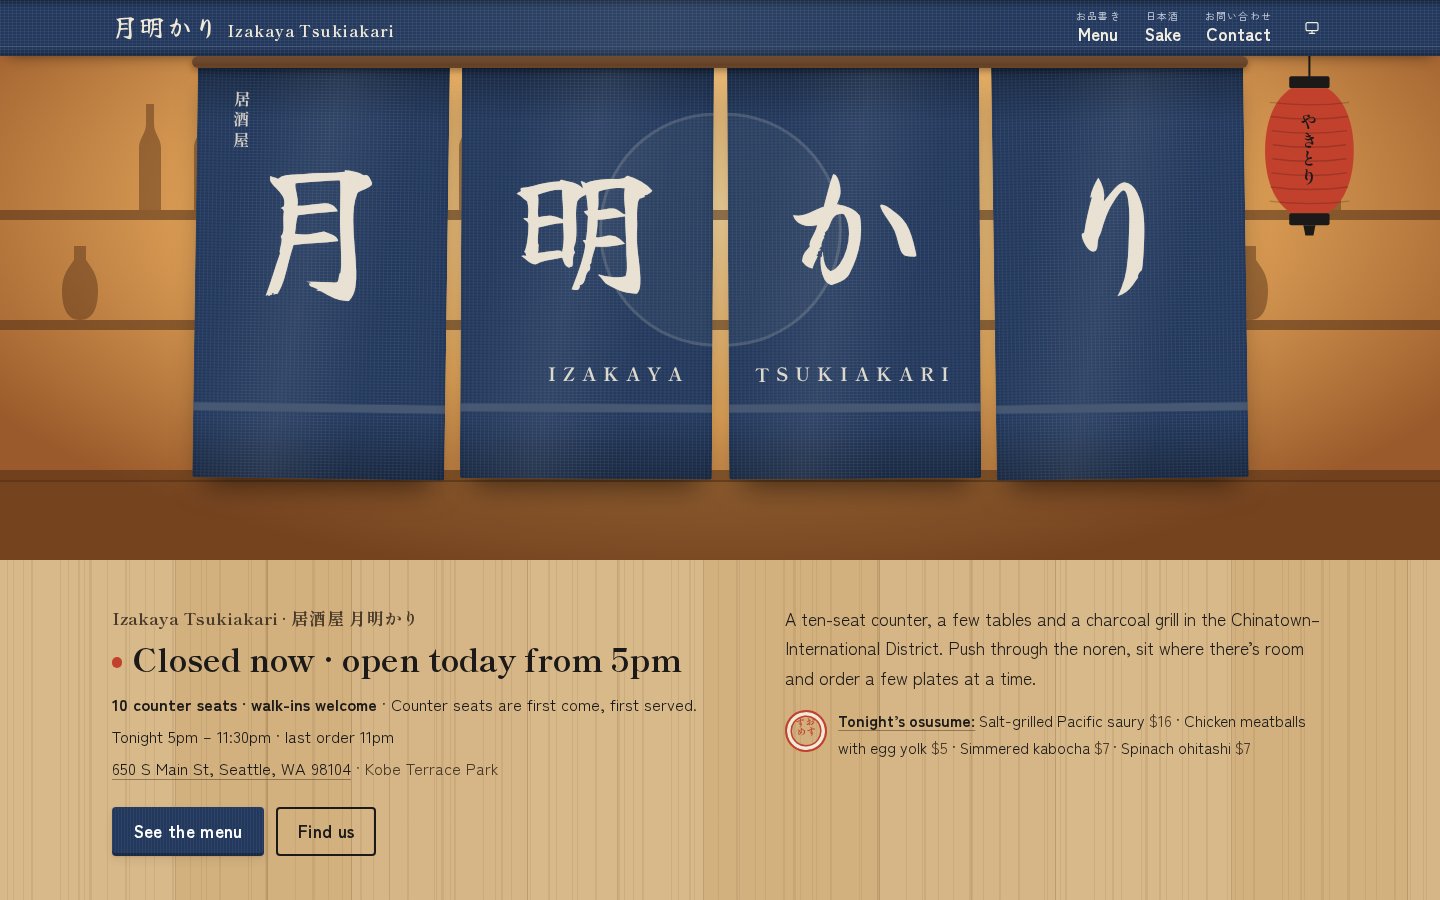 月明かり Izakaya Tsukiakari
お品書き 日本酒 お問い合わせ
Menu Sake Contact
居酒屋
月 明 か り
IZAKAYA TSUKIAKARI
やきとり
Izakaya Tsukiakari · 居酒屋 月明かり
Closed now · open today from 5pm
10 counter seats · walk-ins welcome · Counter seats are first come, first served.
Tonight 5pm – 11:30pm · last order 11pm
650 S Main St, Seattle, WA 98104 · Kobe Terrace Park
See the menu
Find us
A ten-seat counter, a few tables and a charcoal grill in the Chinatown–
International District. Push through the noren, sit where there’s room
and order a few plates at a time.
おすすめ
Tonight’s osusume: Salt-grilled Pacific saury $16 · Chicken meatballs
with egg yolk $5 · Simmered kabocha $7 · Spinach ohitashi $7